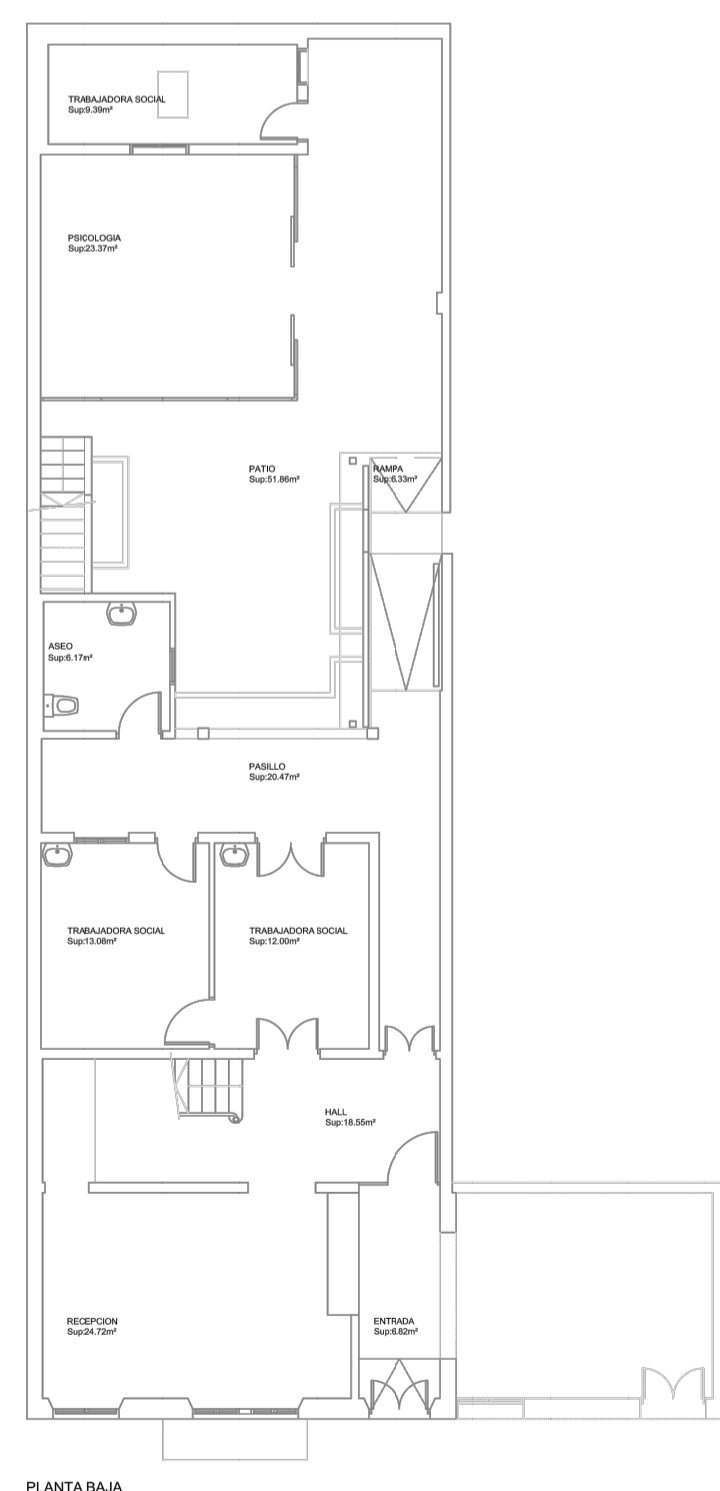 TRABAJADORA SOCIAL
Sup:9.39m²
PSICOLOGIA
Sup:23.37m²
PATIO
Sup:51.86m²
RAMPA
Sup:6.33m²
ASEO
Sup:6.17m²
PASILLO
Sup:20.47m²
TRABAJADORA SOCIAL
Sup:13.08m²
TRABAJADORA SOCIAL
Sup:12.00m²
HALL
Sup:18.55m²
RECEPCION
Sup:24.72m²
ENTRADA
Sup:6.82m²
PLANTA BAJA